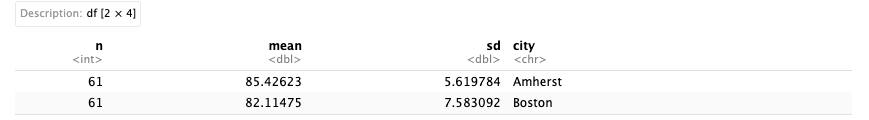 Description: df [2 × 4]
n mean sd city
<int> <dbl> <dbl> <chr>
61 85.42623 5.619784 Amherst
61 82.11475 7.583092 Boston